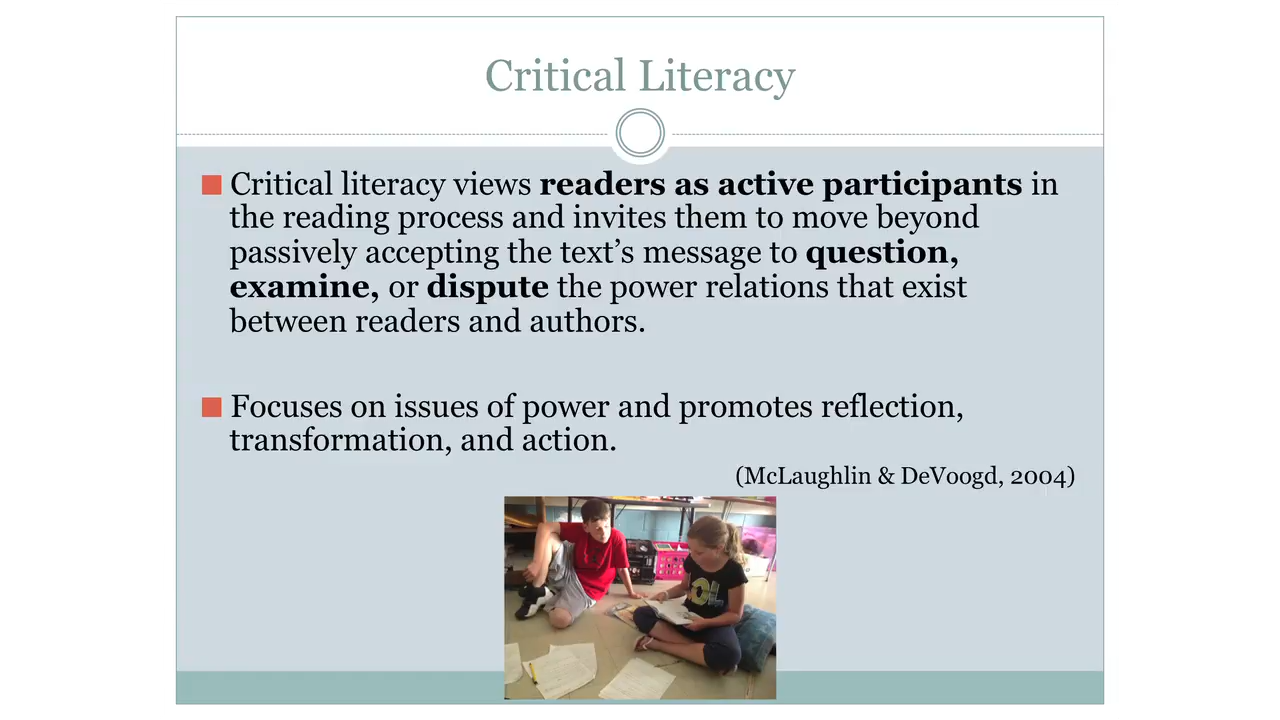 Critical Literacy
Critical literacy views readers as active participants in
the reading process and invites them to move beyond
passively accepting the text’s message to question,
examine, or dispute the power relations that exist
between readers and authors.
Focuses on issues of power and promotes reflection,
transformation, and action.
(McLaughlin & DeVoogd, 2004)
LOL